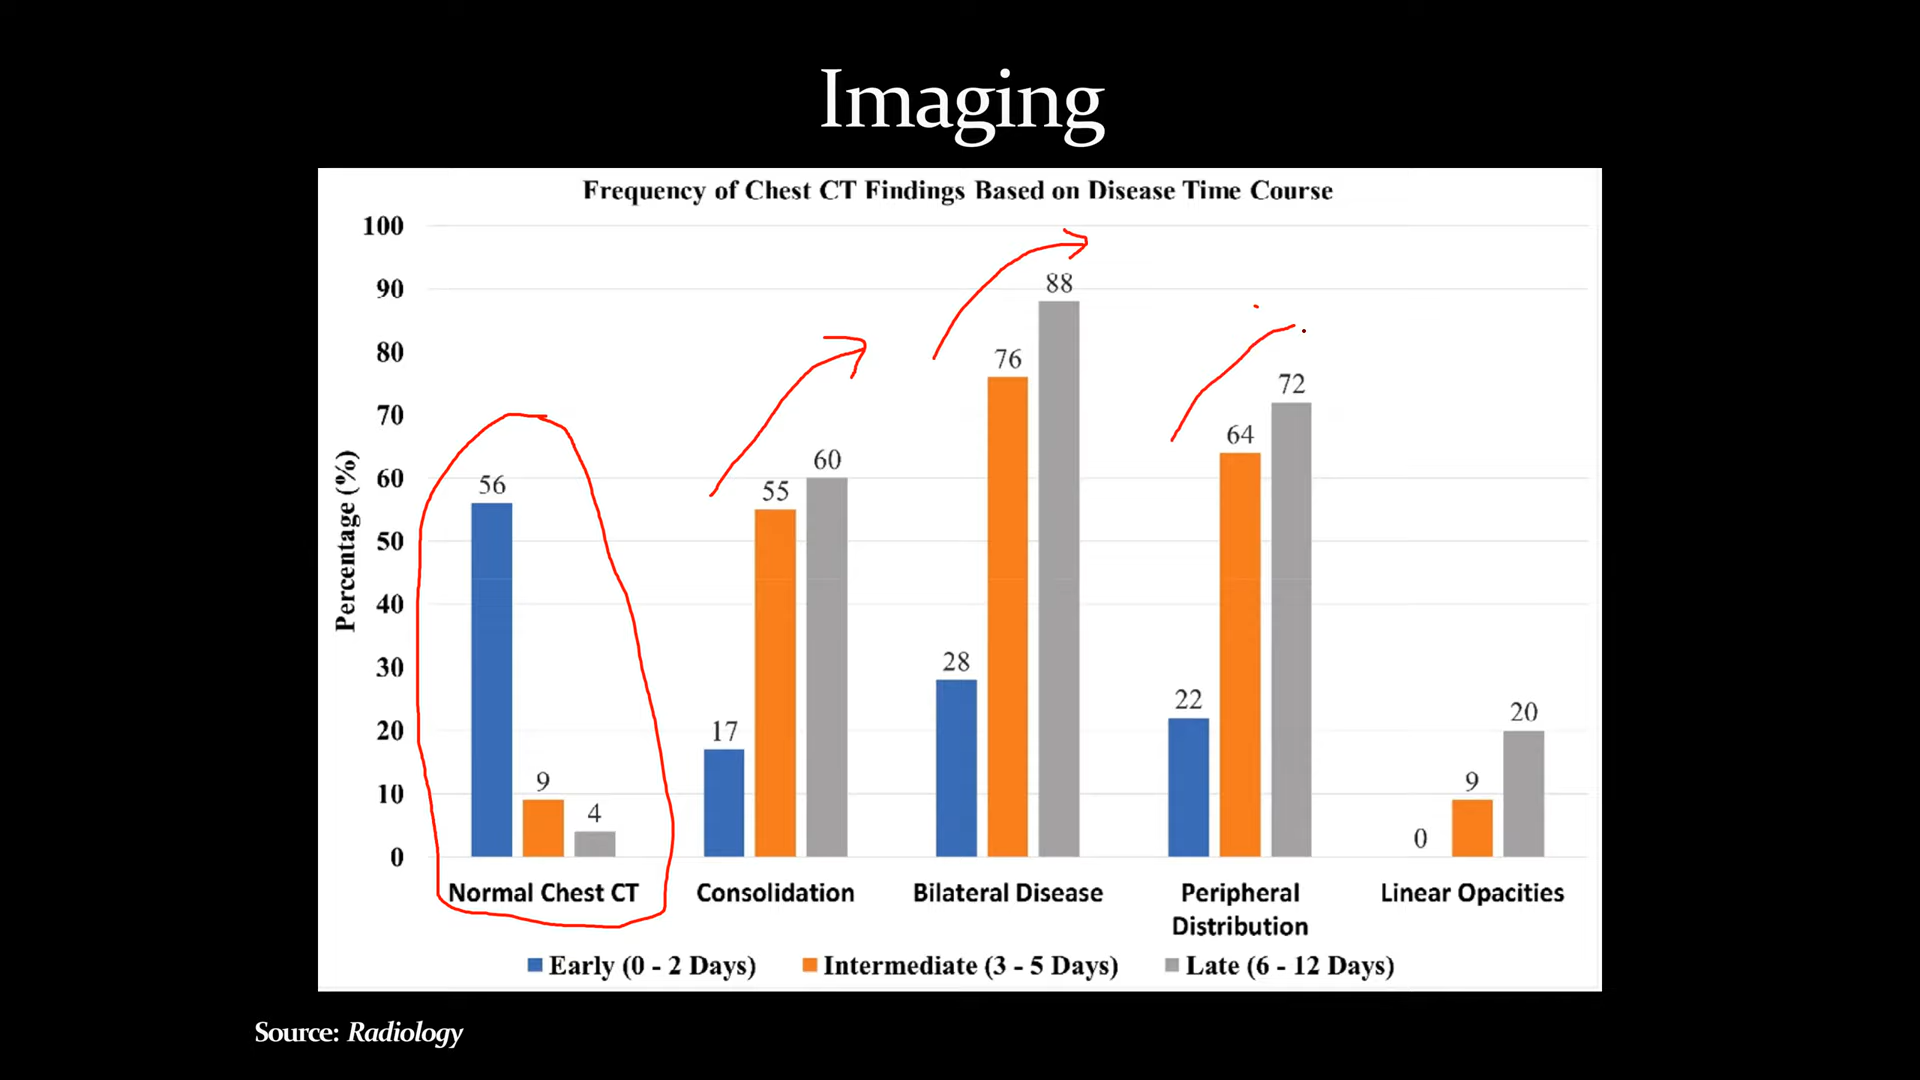 Imaging
Frequency of Chest CT Findings Based on Disease Time Course
Percentage (%)
100
90
80
70
60
50
40
30
20
10
0
56
9
4
17
55
60
28
76
88
22
64
72
0
9
20
Normal Chest CT
Consolidation
Bilateral Disease
Peripheral
Distribution
Linear Opacities
Early (0 - 2 Days)
Intermediate (3 - 5 Days)
Late (6 - 12 Days)
Source: Radiology